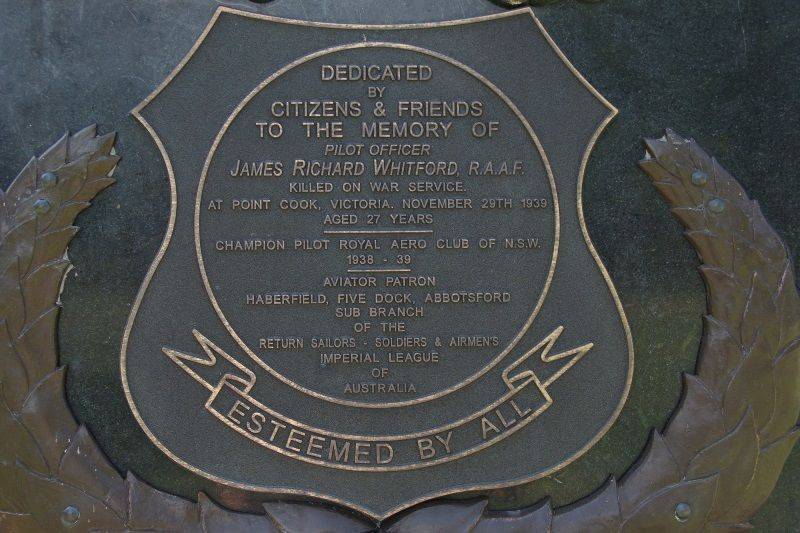 DEDICATED
BY
CITIZENS & FRIENDS
TO THE MEMORY OF
PILOT OFFICER
JAMES RICHARD WHITFORD, R.A.A.F.
KILLED ON WAR SERVICE.
AT POINT COOK, VICTORIA. NOVEMBER 29TH 1939
AGED 27 YEARS
CHAMPION PILOT ROYAL AERO CLUB OF N.S.W.
1938 - 39
AVIATOR PATRON
HABERFIELD, FIVE DOCK, ABBOTSFORD
SUB BRANCH
OF THE
RETURN SAILORS - SOLDIERS & AIRMEN'S
IMPERIAL LEAGUE
OF
AUSTRALIA
ESTEEMED BY ALL